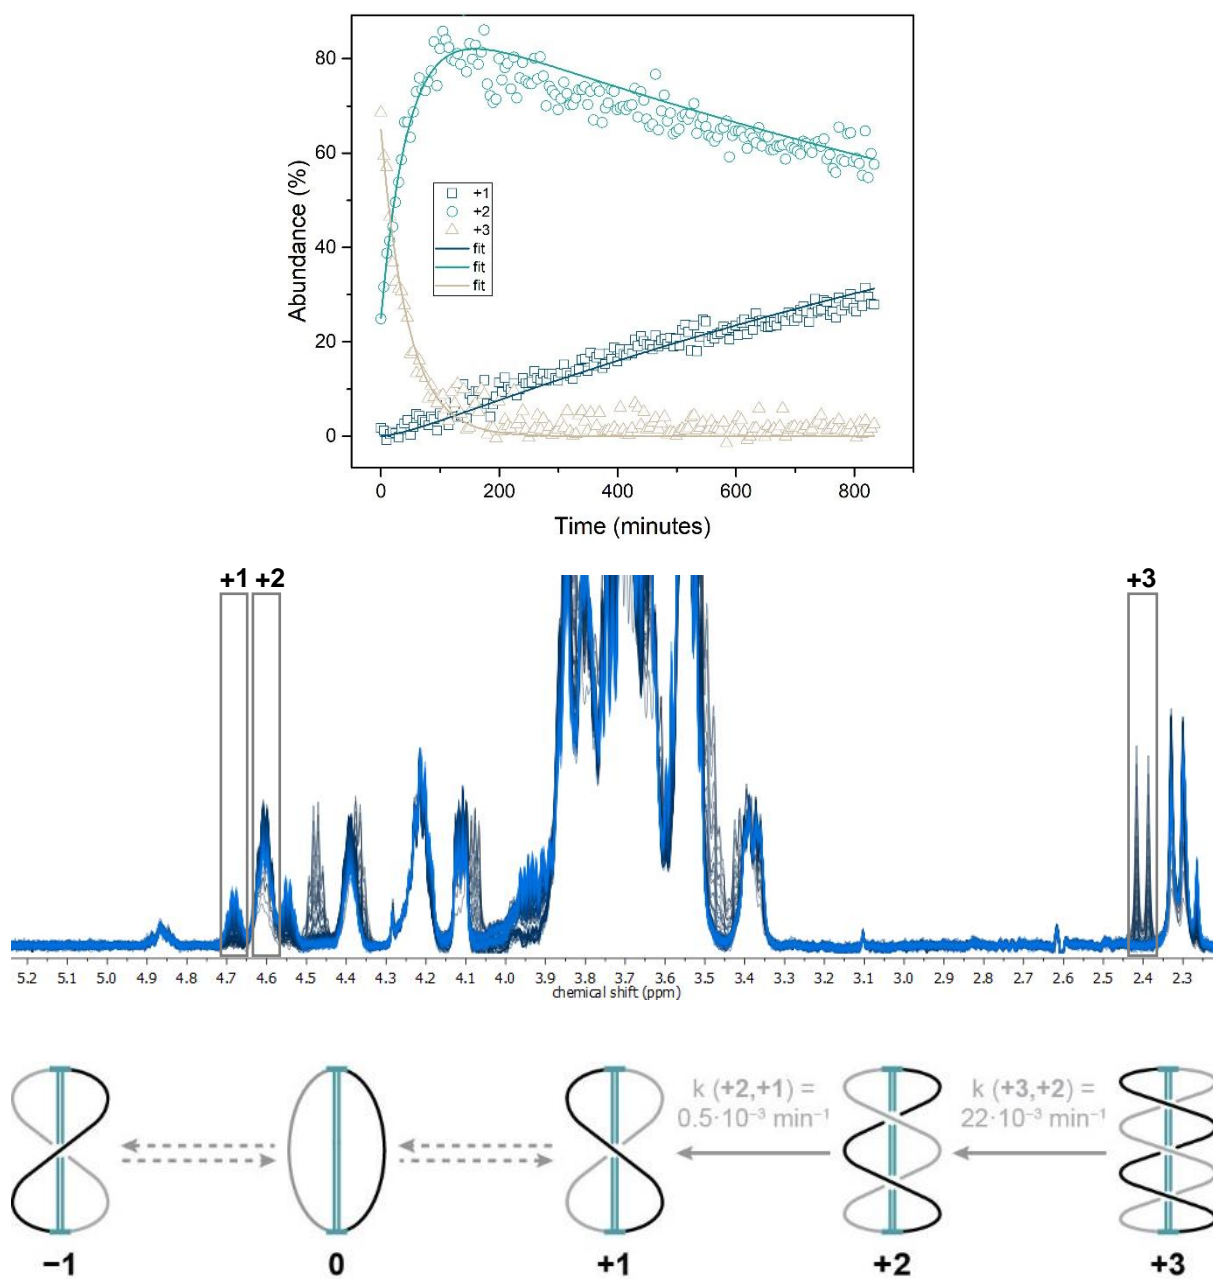 80
60
40
20
0
Abundance (%)
+1
+2
+3
fit
fit
fit
0 200 400 600 800
Time (minutes)
+1 +2 +3
5.2 5.1 5.0 4.9 4.8 4.7 4.6 4.5 4.4 4.3 4.2 4.1 4.0 3.9 3.8 3.7 3.6 3.5 3.4 3.3 3.2 3.1 3.0 2.9 2.8 2.7 2.6 2.5 2.4 2.3
chemical shift (ppm)
k (+2,+1) =
0.5·10⁻³ min⁻¹
k (+3,+2) =
22·10⁻³ min⁻¹
−1 0 +1 +2 +3